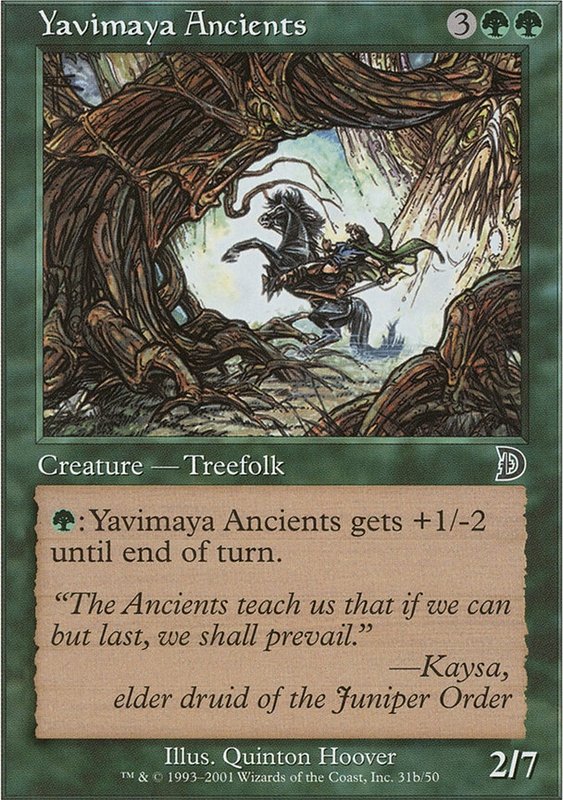 Yavimaya Ancients 3
Creature — Treefolk D
: Yavimaya Ancients gets +1/-2
until end of turn.
“The Ancients teach us that if we can
but last, we shall prevail.”
—Kaysa,
elder druid of the Juniper Order
Illus. Quinton Hoover
™ & © 1993–2001 Wizards of the Coast, Inc. 31b/50
2/7